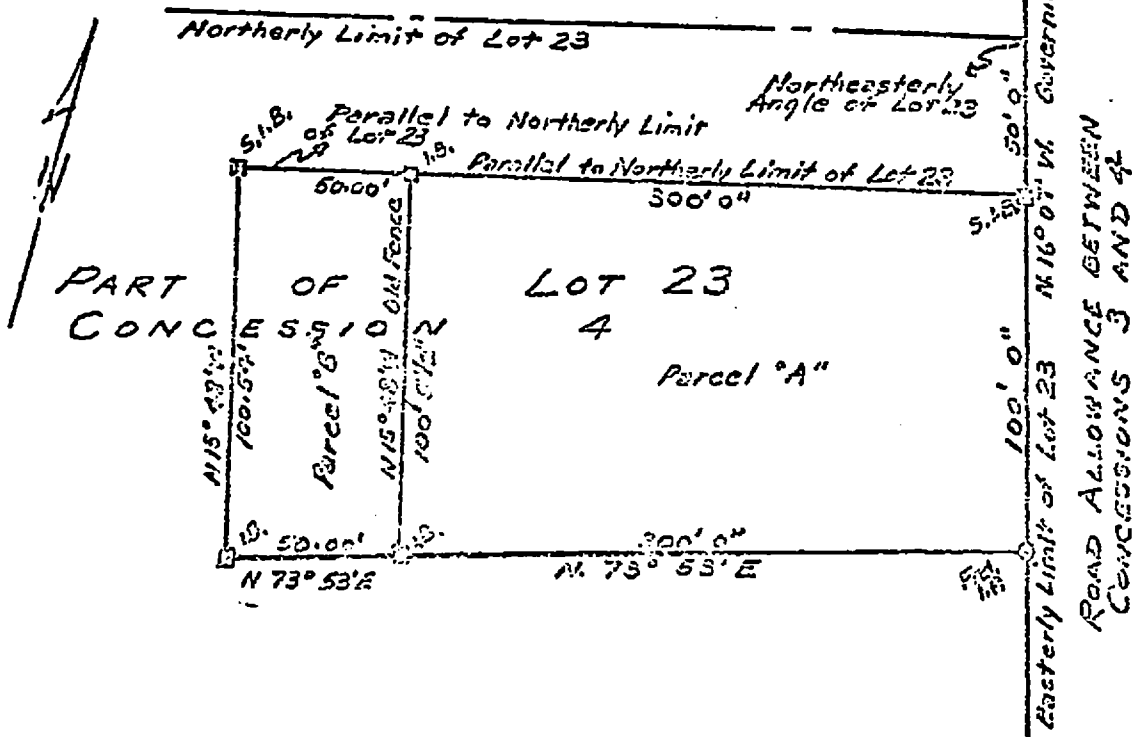 Northerly Limit of Lot 23
Northeasterly
Angle of Lot 23
S.I.B.
Parallel to Northerly Limit
of Lot 23
I.B.
Parallel to Northerly Limit of Lot 23
50.00'
300' 0"
S.I.B.
50' 0"
PART OF LOT 23
CONCESSION 4
Old Fence
Parcel "A"
Parcel "B"
100' 0"
I.B.
50.00'
I.B.
300' 0"
N 73° 53' E
N. 73° 53' E
Easterly Limit of Lot 23
ROAD ALLOWANCE BETWEEN
CONCESSIONS 3 AND 4